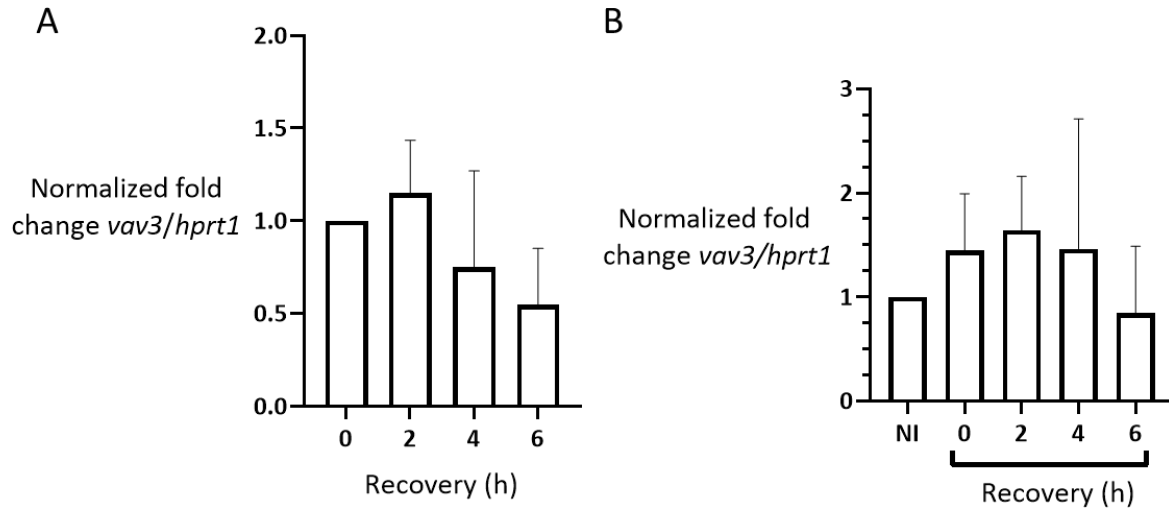 A
2.0
1.5
1.0
0.5
0.0
Normalized fold
change vav3/hprt1
0 2 4 6
Recovery (h)
B
3
2
1
0
Normalized fold
change vav3/hprt1
NI 0 2 4 6
Recovery (h)